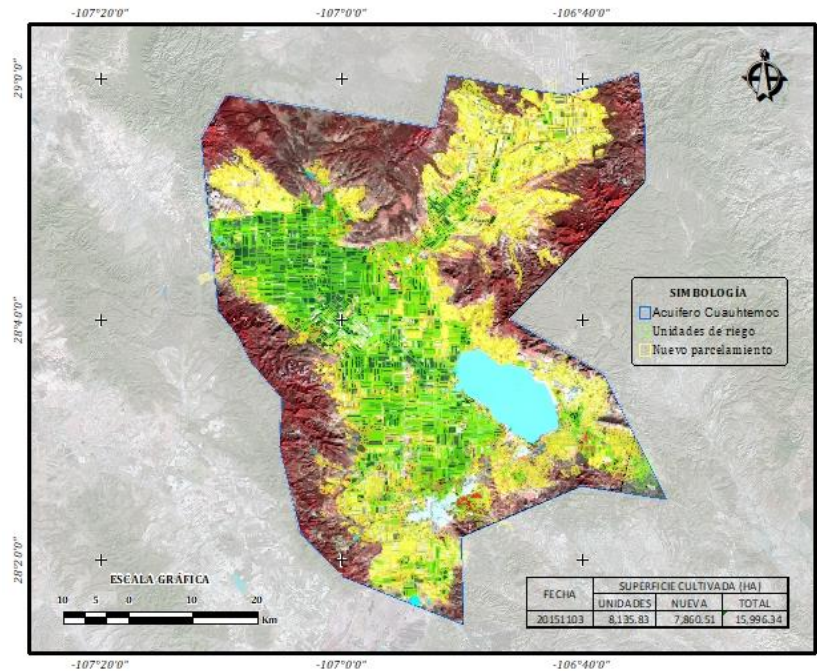 -107°20'0" -107°0'0" -106°40'0"
29°0'0"
28°40'0"
28°20'0"
SIMBOLOGÍA
Acuifero Cuauhtemoc
Unidades de riego
Nuevo parcelamiento
ESCALA GRÁFICA
10 5 0 10 20
Km
FECHA SUPERFICIE CULTIVADA (HA)
UNIDADES NUEVA TOTAL
20151103 8,135.83 7,860.51 15,996.34
-107°20'0" -107°0'0" -106°40'0"